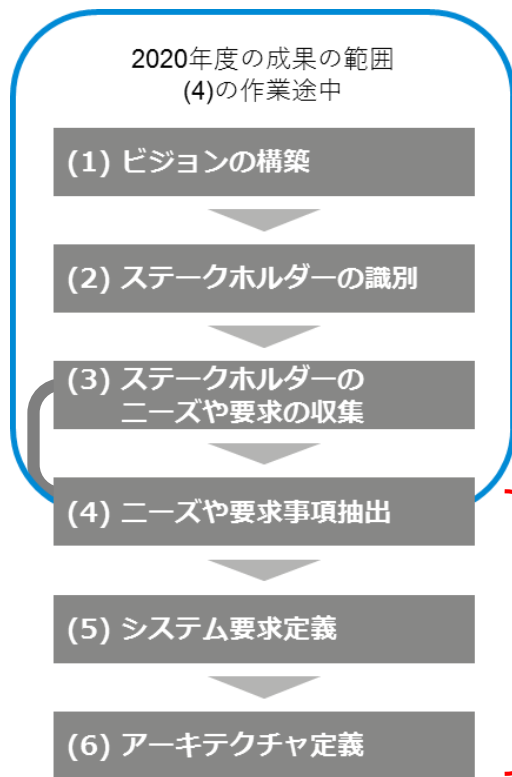 2020年度の成果の範囲
(4)の作業途中
(1) ビジョンの構築
(2) ステークホルダーの識別
(3) ステークホルダーの
ニーズや要求の収集
(4) ニーズや要求事項抽出
(5) システム要求定義
(6) アーキテクチャ定義